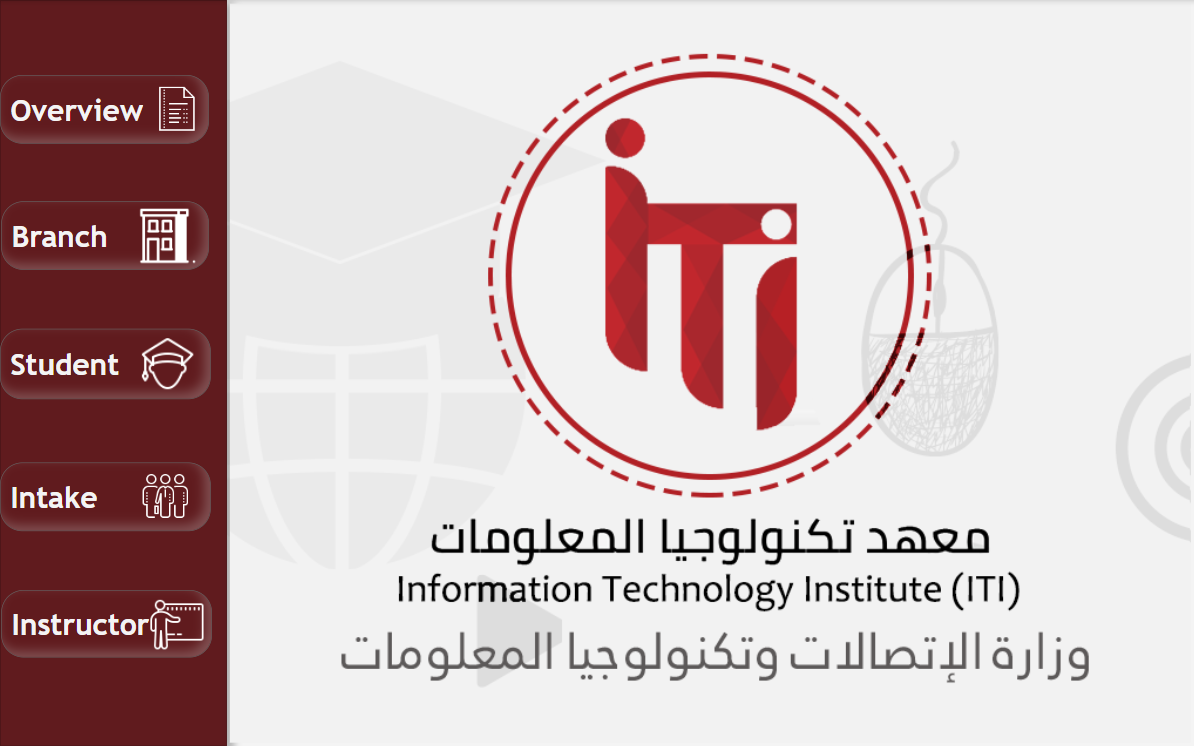 Overview
Branch
Student
Intake
Instructor
iTi
معهد تكنولوجيا المعلومات
Information Technology Institute (ITI)
وزارة الإتصالات وتكنولوجيا المعلومات